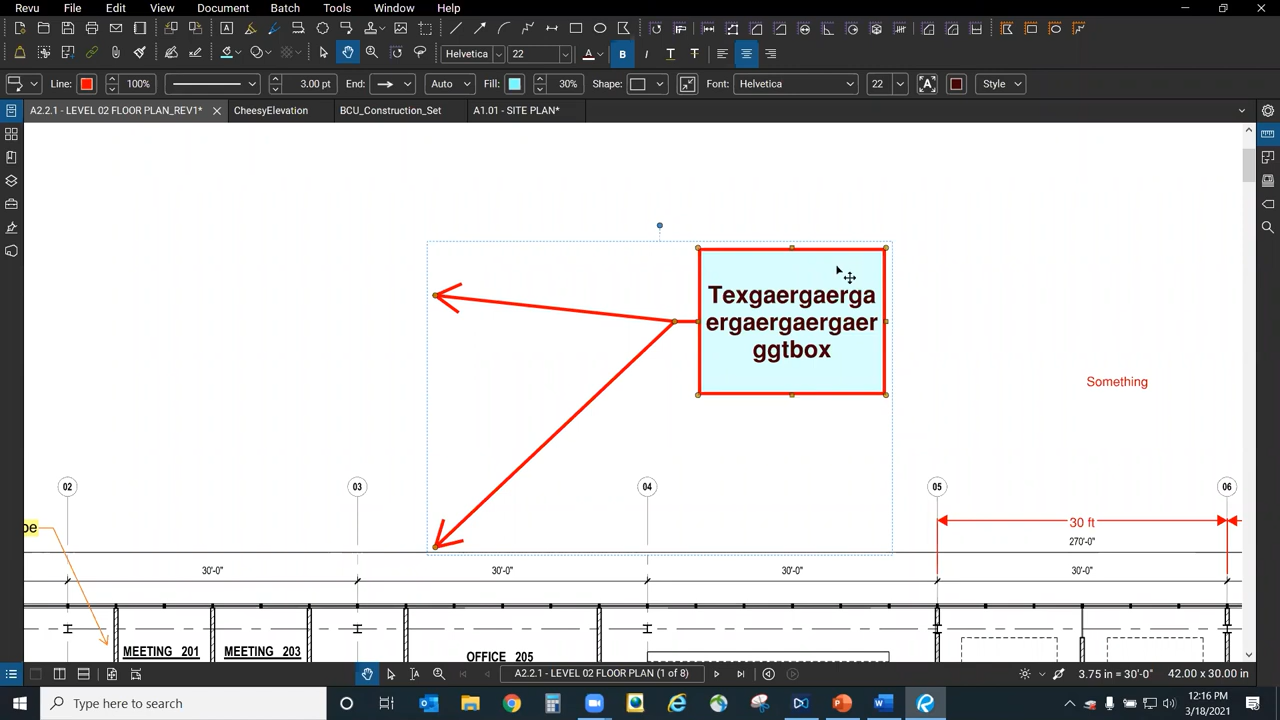 Revu File Edit View Document Batch Tools Window Help
Helvetica 22 A B I T T
Line: 100% 3.00 pt End: Auto Fill: 30% Shape: Font: Helvetica 22 A Style
A2.2.1 - LEVEL 02 FLOOR PLAN_REV1* CheesyElevation BCU_Construction_Set A1.01 - SITE PLAN*
Texgaergaerga
ergaergaergaer
ggtbox
Something
02 03 04 05 06
pe
30 ft
270'-0"
30'-0" 30'-0" 30'-0" 30'-0"
MEETING 201 MEETING 203 OFFICE 205
A2.2.1 - LEVEL 02 FLOOR PLAN (1 of 8) 3.75 in = 30'-0" 42.00 x 30.00 in
Type here to search
12:16 PM
3/18/2021